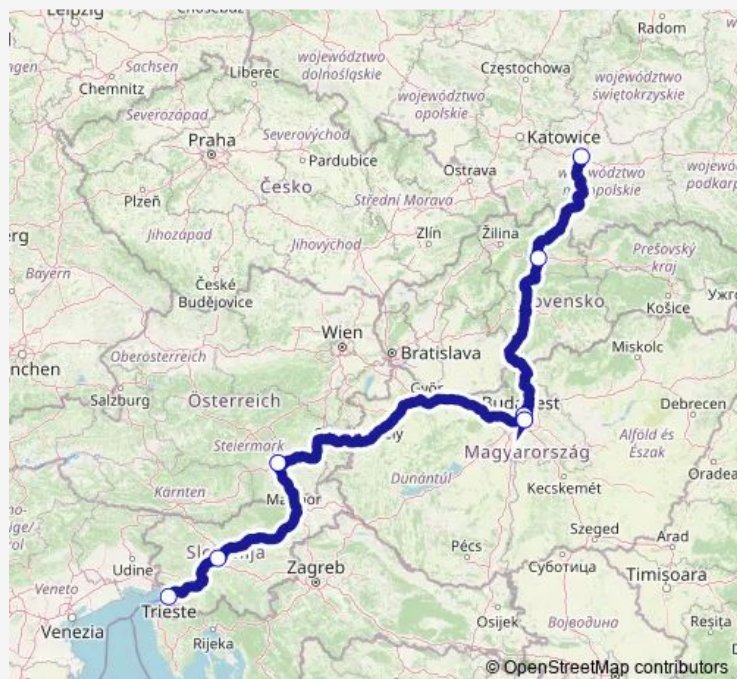 Leipzig
Radom
województwo
dolnośląskie
Częstochowa
Sachsen
Chemnitz
Liberec
województwo
opolskie
województwo
świętokrzyskie
Severozápad
Praha
Severovýchod
Pardubice
Katowice
Ostrava
Česko
Plzeň
Střední Morava
Jihozápad
Jihovýchod
Zlín
Žilina
Prešovský
kraj
Bayern
České
Budějovice
Košice
Wien
Bratislava
Miskolc
Oberösterreich
Salzburg
Österreich
Győr
Debrecen
Steiermark
Magyarország
Alföld és
Észak
Kärnten
Dunántúl
Kecskemét
Oradea
Udine
Zagreb
Pécs
Szeged
Arad
Суботица
Timișoara
Veneto
Trieste
Venezia
Rijeka
Osijek
Војводина
Reșița
© OpenStreetMap contributors